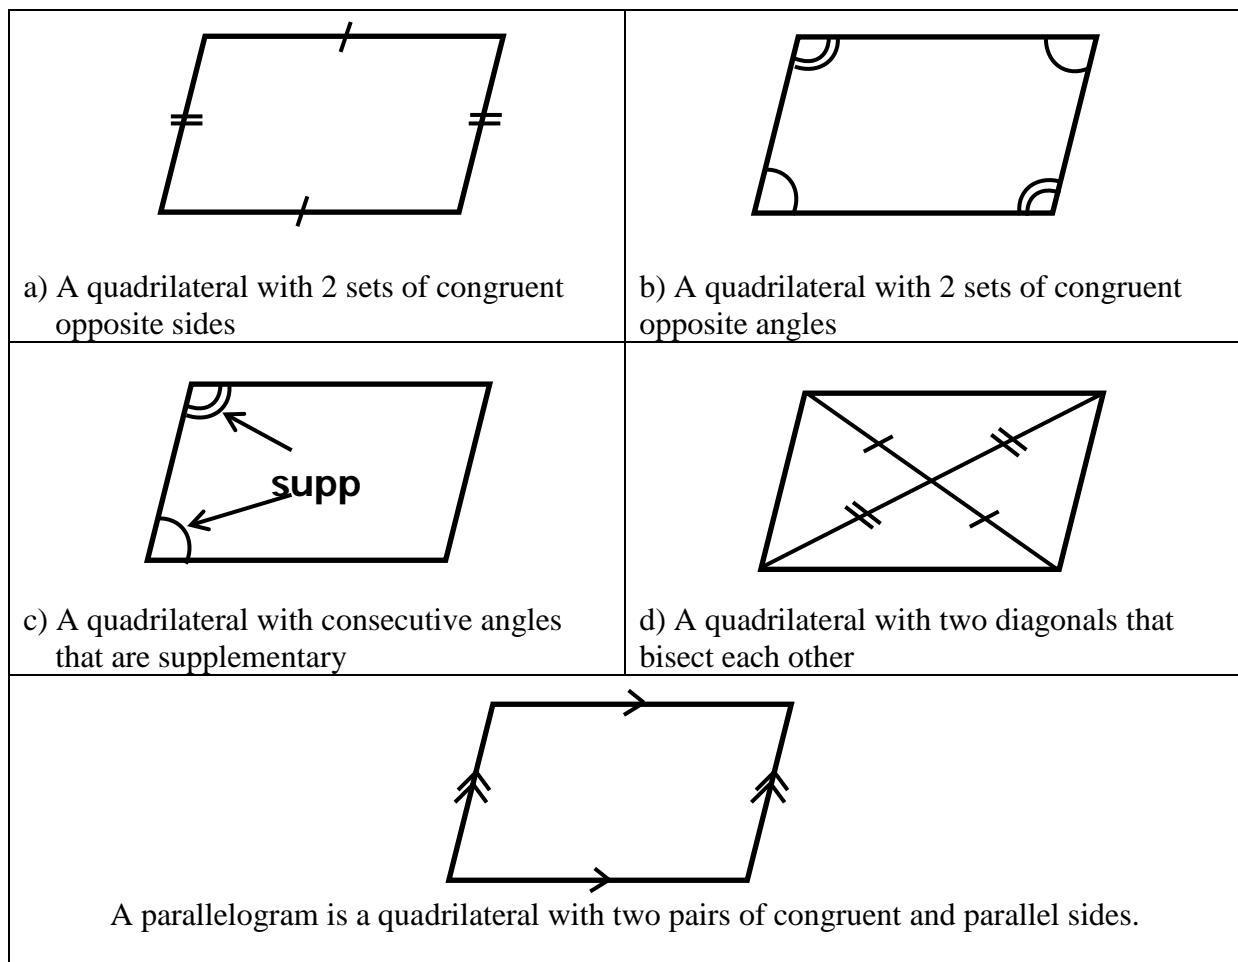 a) A quadrilateral with 2 sets of congruent
opposite sides
b) A quadrilateral with 2 sets of congruent
opposite angles
supp
c) A quadrilateral with consecutive angles
that are supplementary
d) A quadrilateral with two diagonals that
bisect each other
A parallelogram is a quadrilateral with two pairs of congruent and parallel sides.